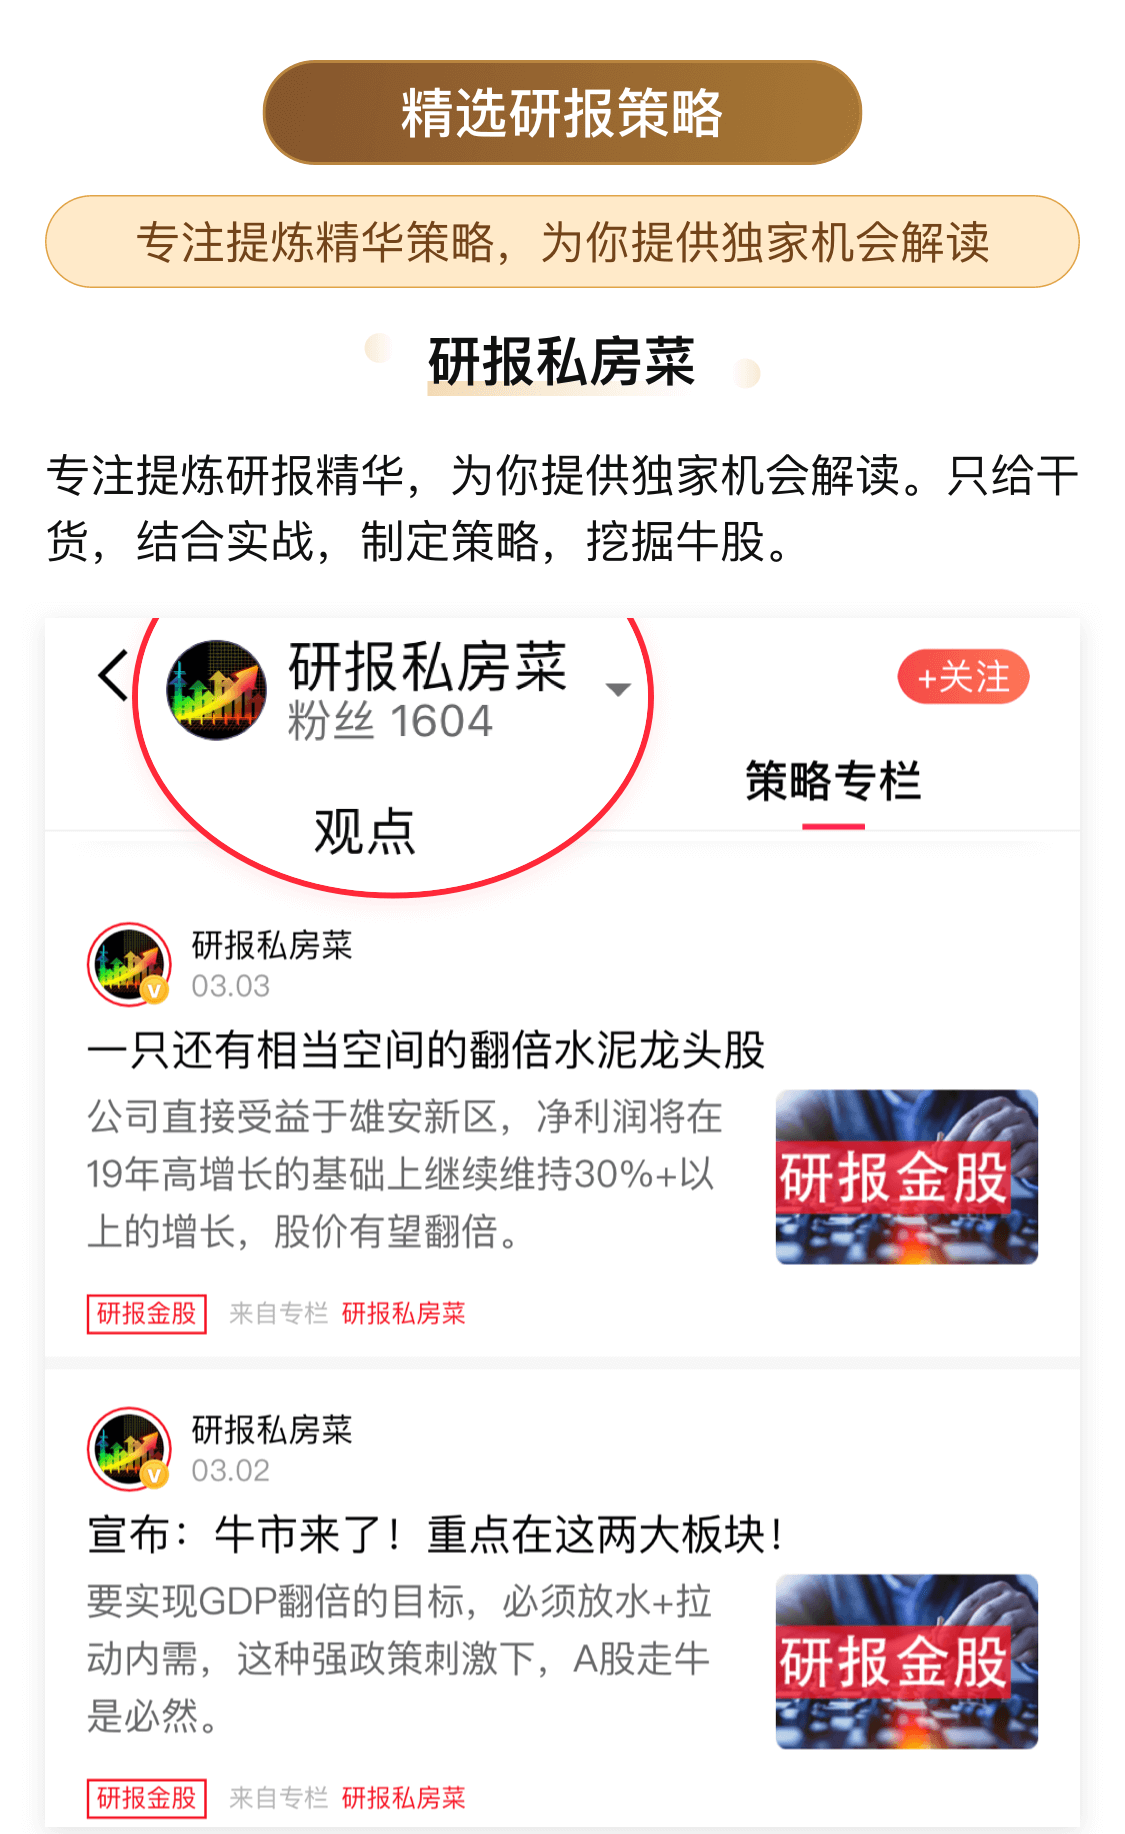 精选研报策略
专注提炼精华策略，为你提供独家机会解读
研报私房菜
专注提炼研报精华，为你提供独家机会解读。只给干
货，结合实战，制定策略，挖掘牛股。
研报私房菜
粉丝 1604
+关注
观点
策略专栏
研报私房菜
03.03
一只还有相当空间的翻倍水泥龙头股
公司直接受益于雄安新区，净利润将在
19年高增长的基础上继续维持30%+以
上的增长，股价有望翻倍。
研报金股
研报金股 来自专栏 研报私房菜
研报私房菜
03.02
宣布：牛市来了！重点在这两大板块！
要实现GDP翻倍的目标，必须放水+拉
动内需，这种强政策刺激下，A股走牛
是必然。
研报金股
研报金股 来自专栏 研报私房菜